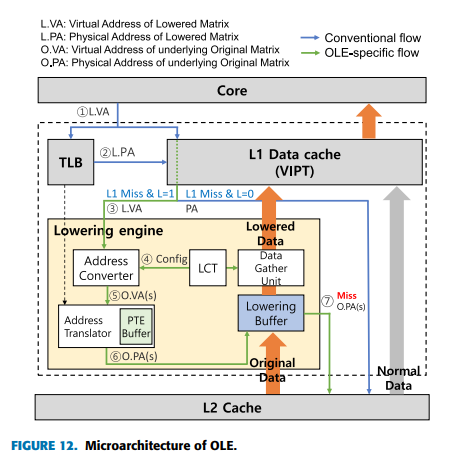 L.VA: Virtual Address of Lowered Matrix
L.PA: Physical Address of Lowered Matrix
O.VA: Virtual Address of underlying Original Matrix
O.PA: Physical Address of underlying Original Matrix
Conventional flow
OLE-specific flow
Core
①L.VA
TLB
②L.PA
L1 Data cache
(VIPT)
L1 Miss & L=1
L1 Miss & L=0
③ L.VA
PA
Lowering engine
Lowered
Data
Address
Converter
④ Config
LCT
Data
Gather
Unit
⑤O.VA(s)
⑦ Miss
O.PA(s)
Address
Translator
PTE
Buffer
Lowering
Buffer
⑥O.PA(s)
Original
Data
Normal
Data
L2 Cache
FIGURE 12. Microarchitecture of OLE.